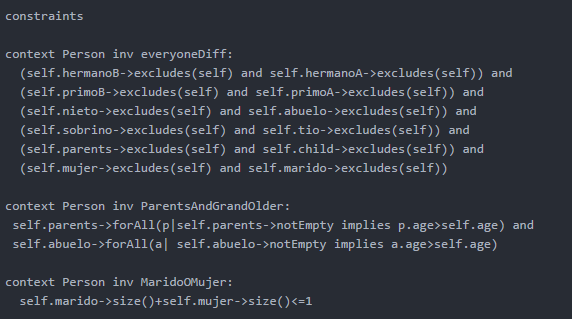 constraints
context Person inv everyoneDiff:
(self.hermanoB->excludes(self) and self.hermanoA->excludes(self)) and
(self.primoB->excludes(self) and self.primoA->excludes(self)) and
(self.nieto->excludes(self) and self.abuelo->excludes(self)) and
(self.sobrino->excludes(self) and self.tio->excludes(self)) and
(self.parents->excludes(self) and self.child->excludes(self)) and
(self.mujer->excludes(self) and self.marido->excludes(self))
context Person inv ParentsAndGrandOlder:
self.parents->forAll(p|self.parents->notEmpty implies p.age>self.age) and
self.abuelo->forAll(a| self.abuelo->notEmpty implies a.age>self.age)
context Person inv MaridoOMujer:
self.marido->size()+self.mujer->size()<=1